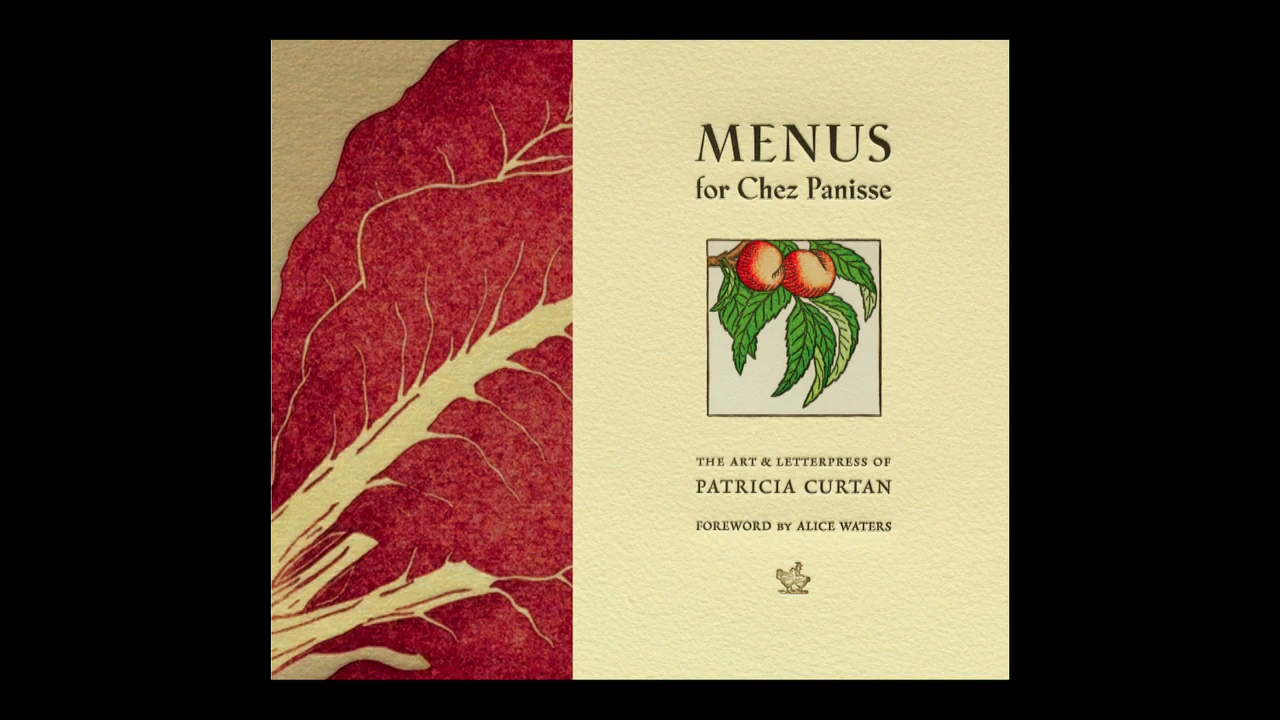 MENUS
for Chez Panisse
THE ART & LETTERPRESS OF
PATRICIA CURTAN
FOREWORD BY ALICE WATERS